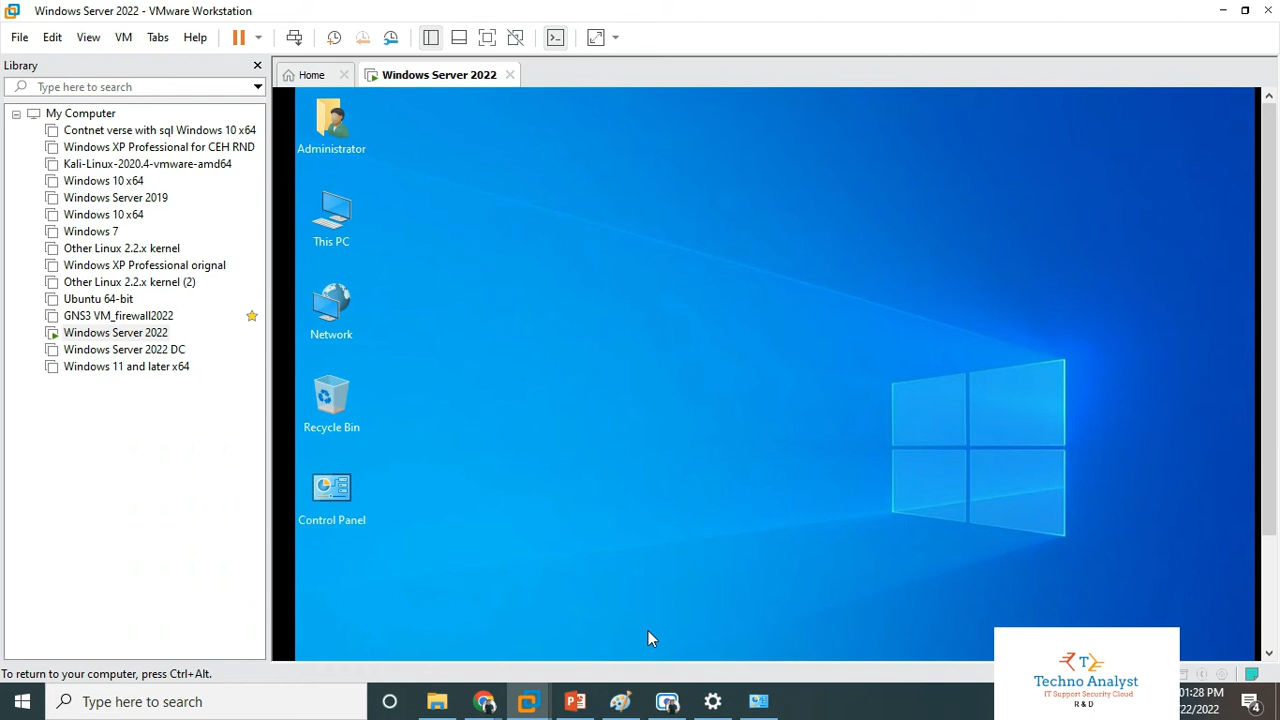 Windows Server 2022 - VMware Workstation
File Edit View VM Tabs Help
Library
Type here to search
Home
Windows Server 2022
My Computer
Contnet verse with sql Windows 10 x64
Windows XP Professional for CEH RND
Kali-Linux-2020.4-vmware-amd64
Windows 10 x64
Windows Server 2019
Windows 10 x64
Windows 7
Other Linux 2.2.x kernel
Windows XP Professional orignal
Other Linux 2.2.x kernel (2)
Ubuntu 64-bit
GNS3 VM_firewall2022
Windows Server 2022
Windows Server 2022 DC
Windows 11 and later x64
Administrator
This PC
Network
Recycle Bin
Control Panel
To return to your computer, press Ctrl+Alt.
Techno Analyst
IT Support Security Cloud
R & D
Type here to search
01:28 PM
/22/2022
4